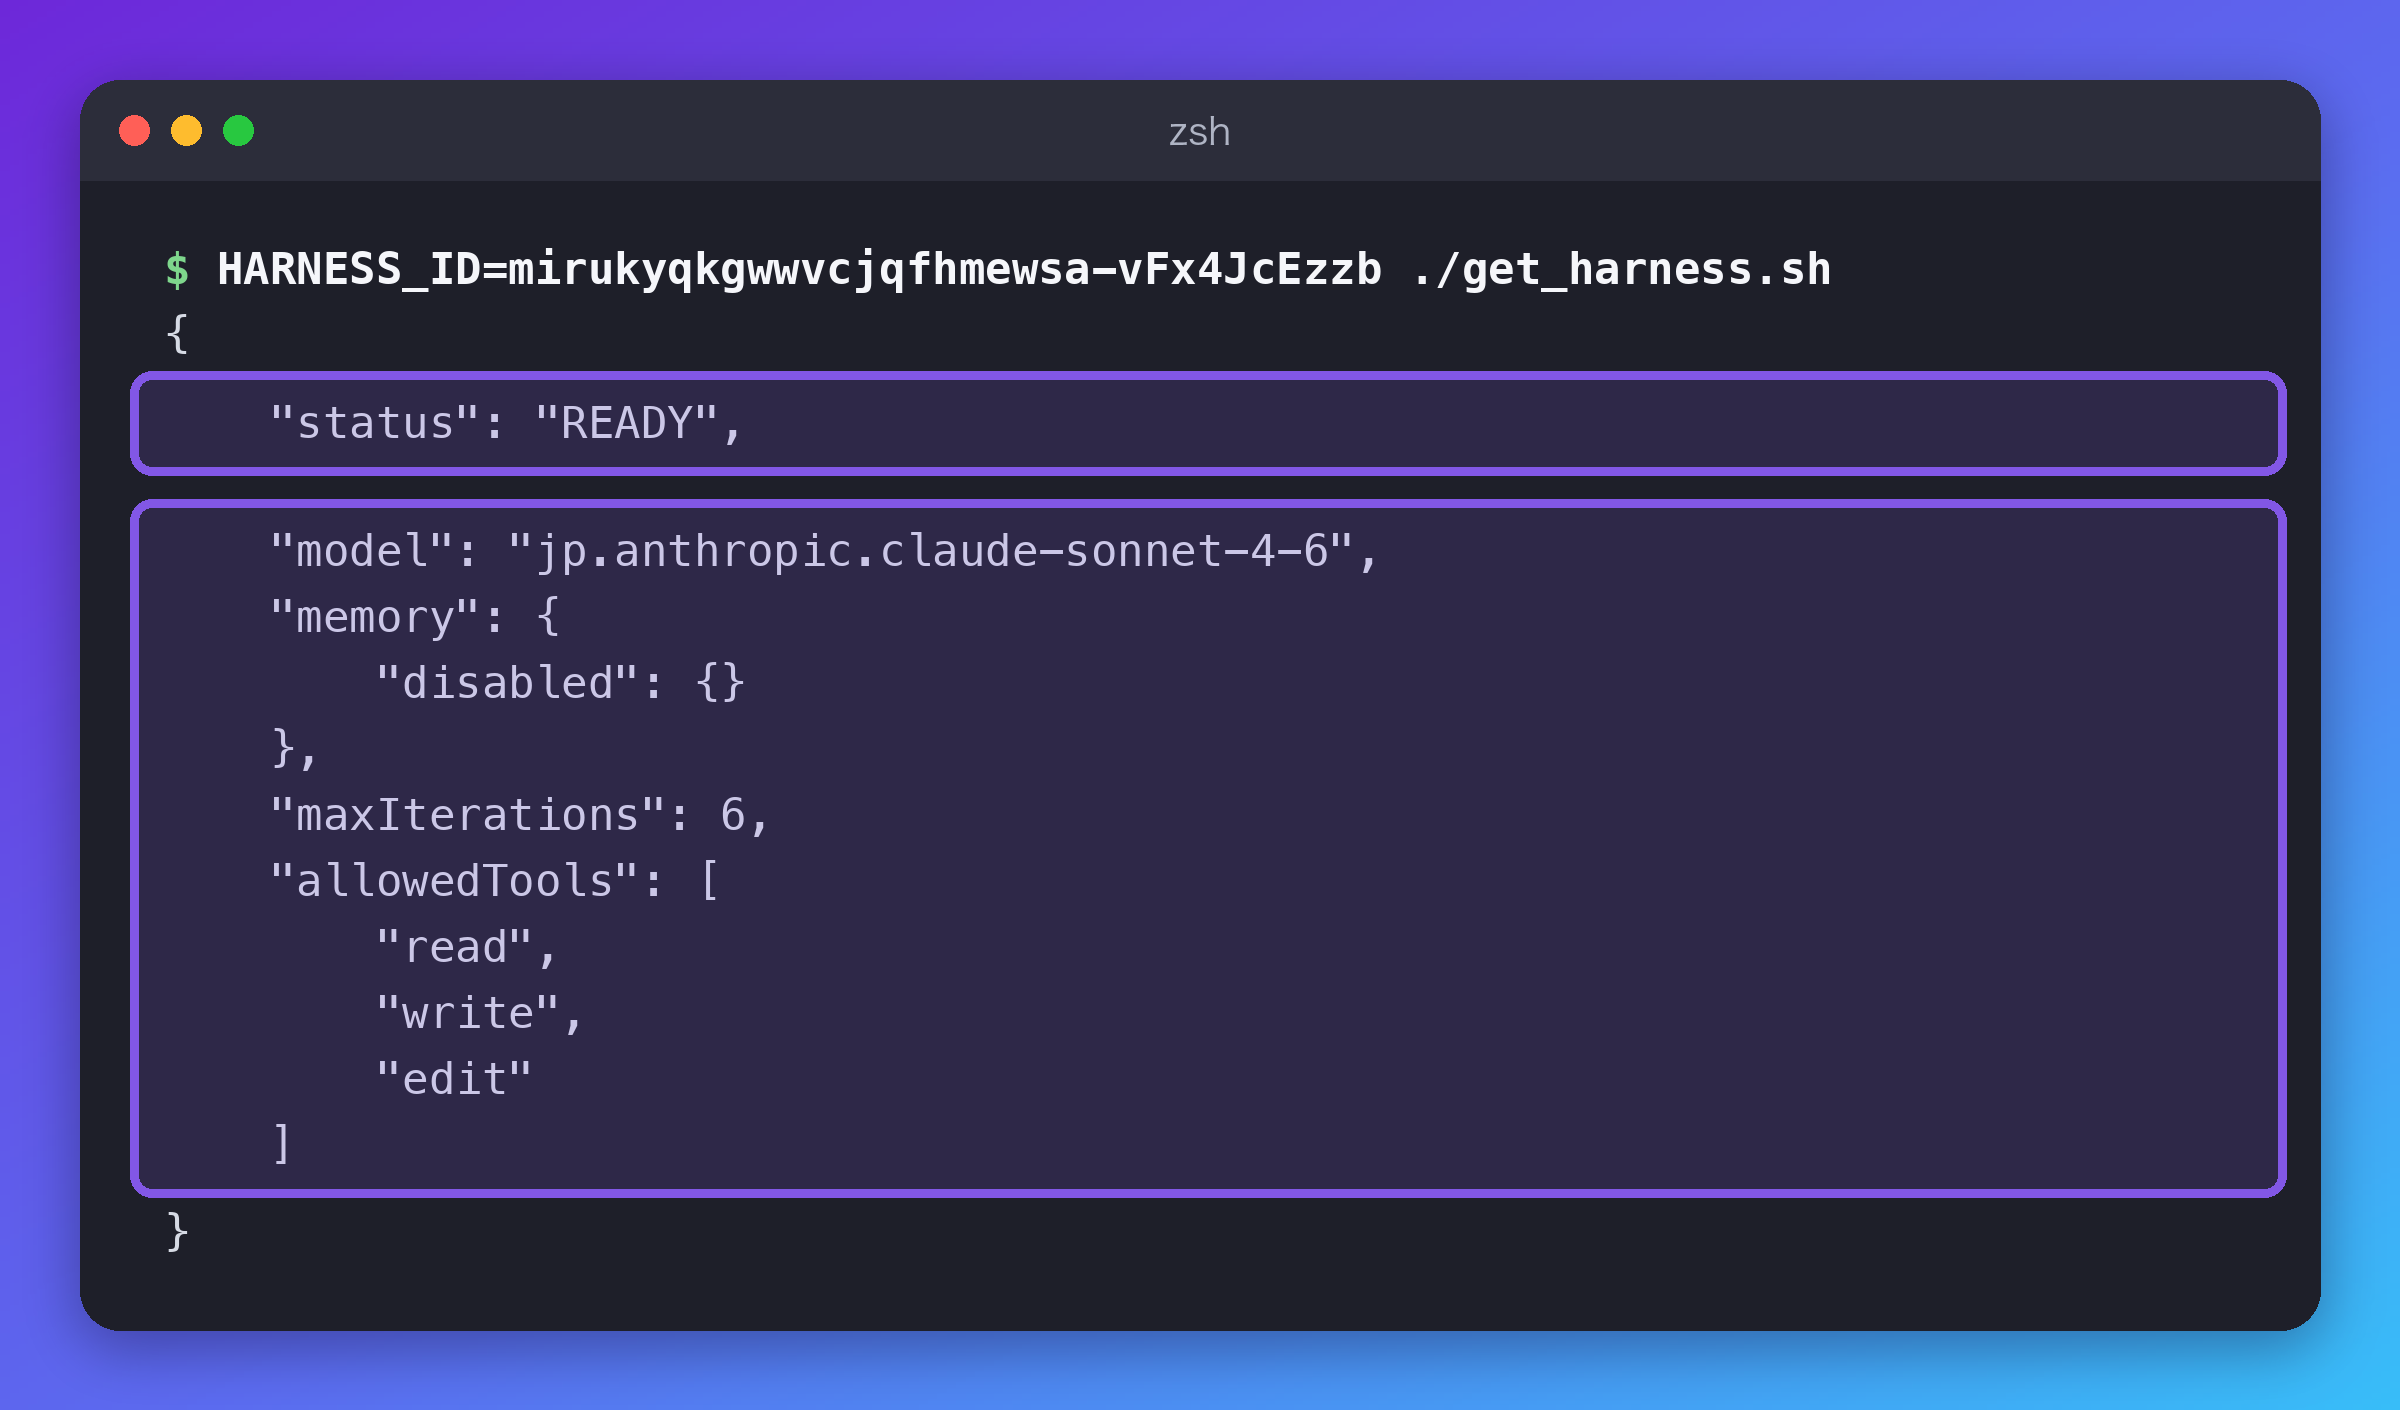 zsh
$ HARNESS_ID=mirukyqkgwwvcjqfhmewsa-vFx4JcEzzb ./get_harness.sh
{
    "status": "READY",
    "model": "jp.anthropic.claude-sonnet-4-6",
    "memory": {
        "disabled": {}
    },
    "maxIterations": 6,
    "allowedTools": [
        "read",
        "write",
        "edit"
    ]
}